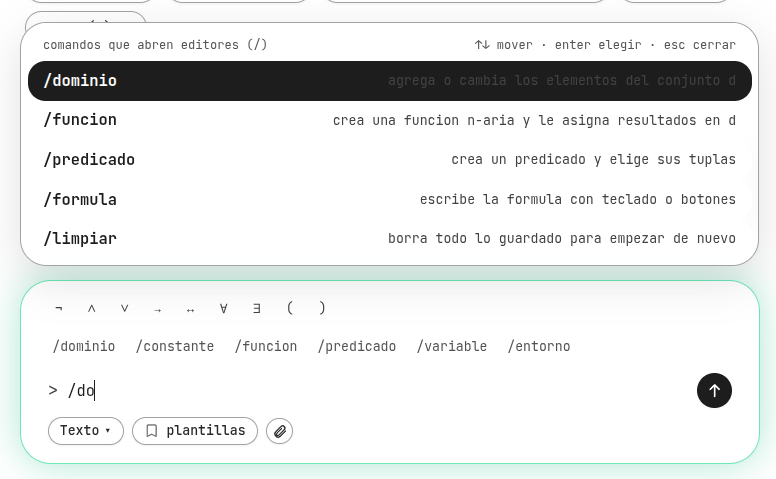 comandos que abren editores (/) ↑↓ mover · enter elegir · esc cerrar
/dominio agrega o cambia los elementos del conjunto d
/funcion crea una funcion n-aria y le asigna resultados en d
/predicado crea un predicado y elige sus tuplas
/formula escribe la formula con teclado o botones
/limpiar borra todo lo guardado para empezar de nuevo
¬ ∧ ∨ → ↔ ∀ ∃ ( )
/dominio /constante /funcion /predicado /variable /entorno
> /do
Texto ▾ plantillas